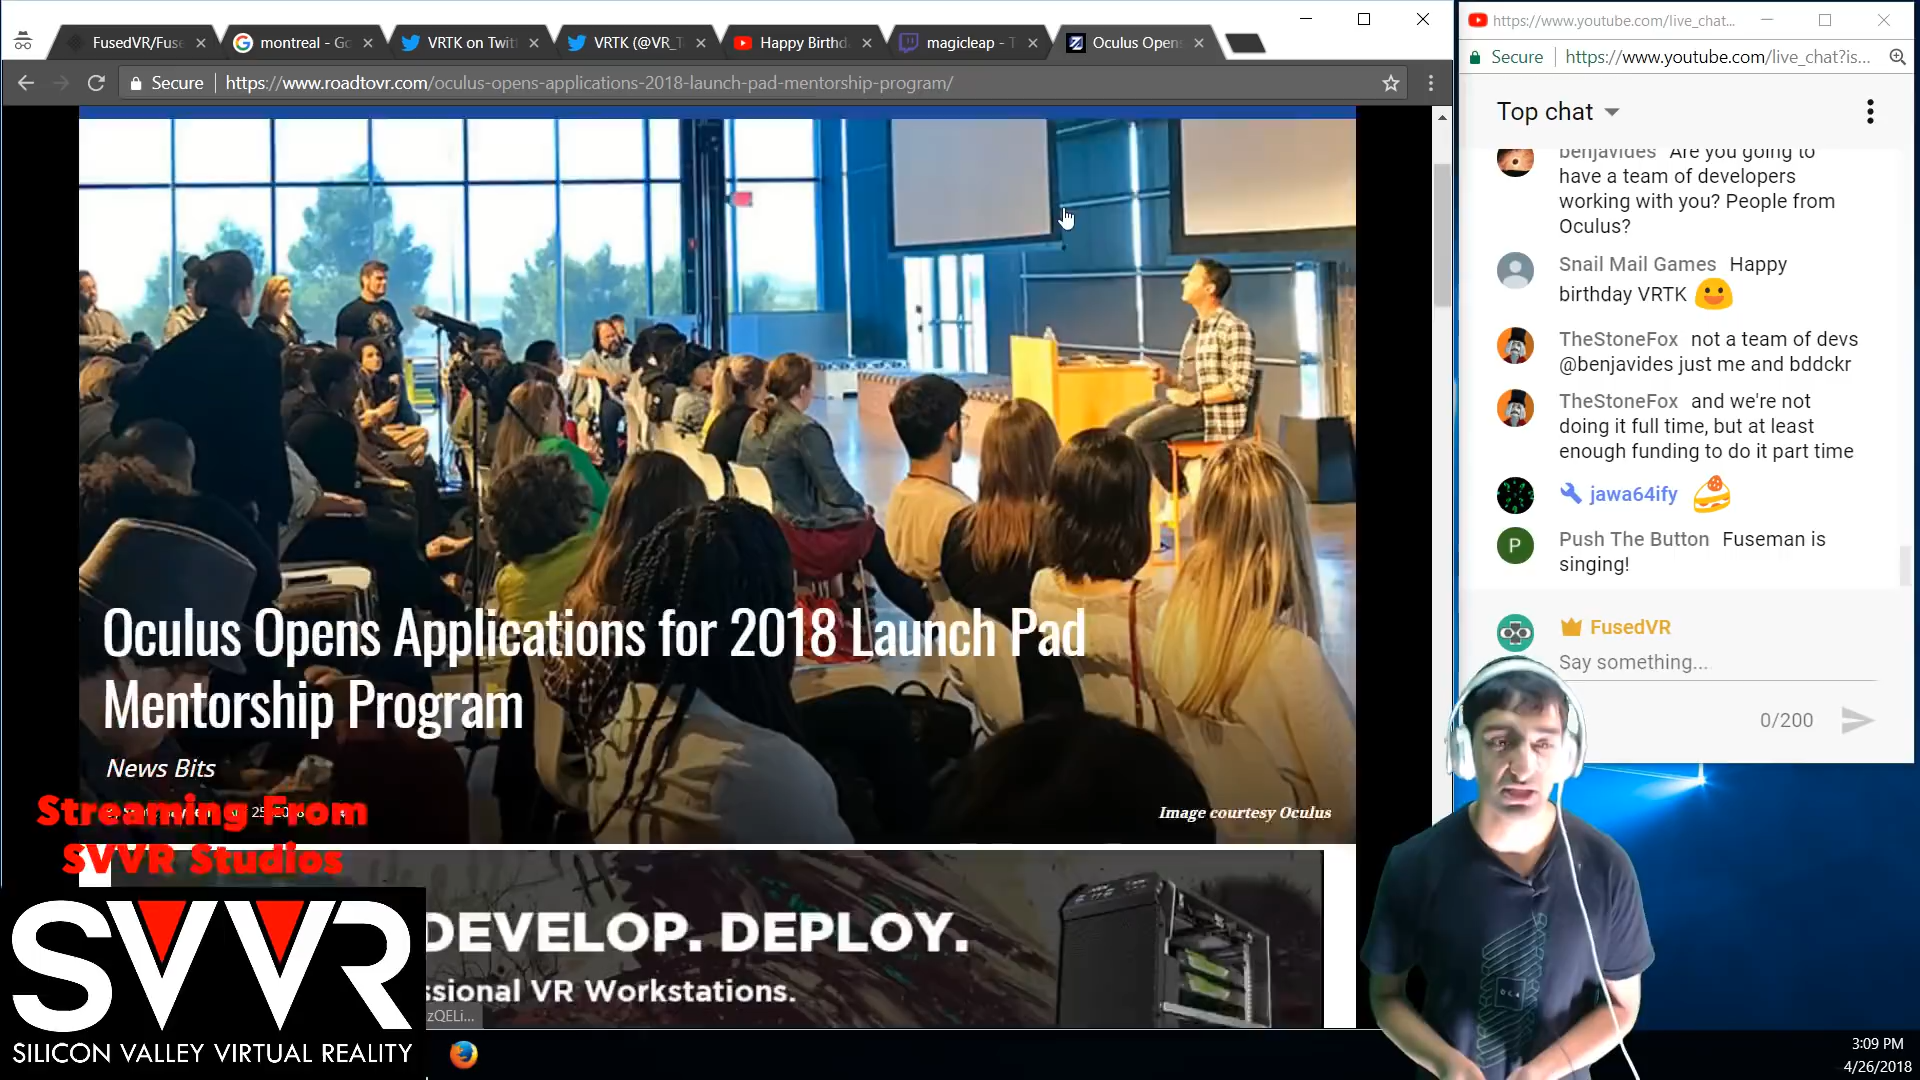 FusedVR/Fuse
montreal - Go
VRTK on Twit
VRTK (@VR_T
Happy Birthd
magicleap - T
Oculus Opens
Secure
https://www.roadtovr.com/oculus-opens-applications-2018-launch-pad-mentorship-program/
Oculus Opens Applications for 2018 Launch Pad
Mentorship Program
News Bits
Image courtesy Oculus
Streaming From
SVVR Studios
SVVR
SILICON VALLEY VIRTUAL REALITY
DEVELOP. DEPLOY.
ssional VR Workstations.
zQELi...
https://www.youtube.com/live_chat...
Secure
https://www.youtube.com/live_chat?is...
Top chat
benjavides Are you going to
have a team of developers
working with you? People from
Oculus?
Snail Mail Games Happy
birthday VRTK
TheStoneFox not a team of devs
@benjavides just me and bddckr
TheStoneFox and we're not
doing it full time, but at least
enough funding to do it part time
jawa64ify
P
Push The Button Fuseman is
singing!
FusedVR
Say something...
0/200
3:09 PM
4/26/2018